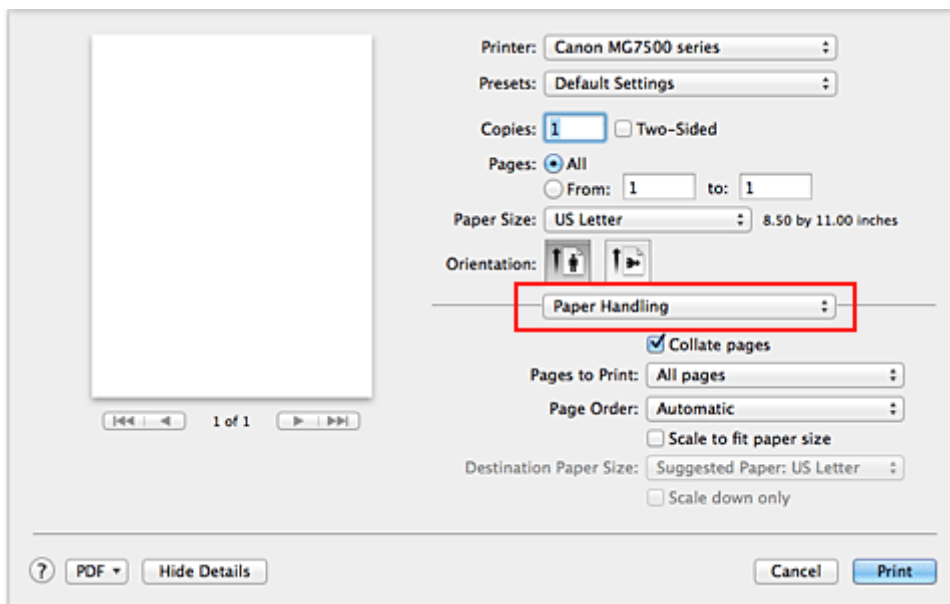 Printer: Canon MG7500 series
Presets: Default Settings
Copies: 1 Two-Sided
Pages: All
From: 1 to: 1
Paper Size: US Letter 8.50 by 11.00 inches
Orientation:
Paper Handling
Collate pages
Pages to Print: All pages
Page Order: Automatic
Scale to fit paper size
Destination Paper Size: Suggested Paper: US Letter
Scale down only
1 of 1
? PDF Hide Details Cancel Print